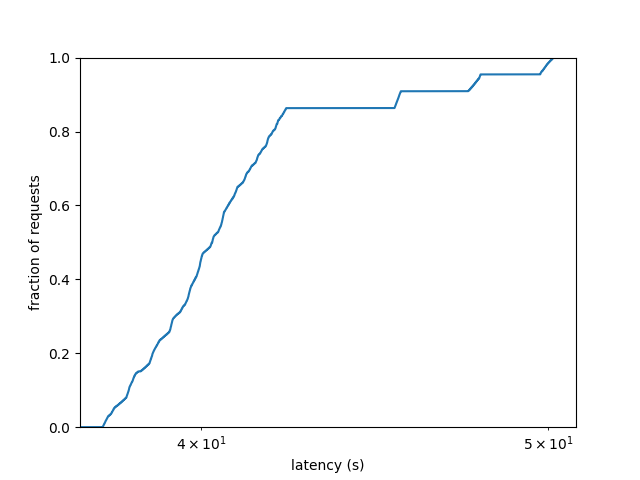 1.0
0.8
0.6
0.4
0.2
0.0
fraction of requests
4 × 10¹
5 × 10¹
latency (s)